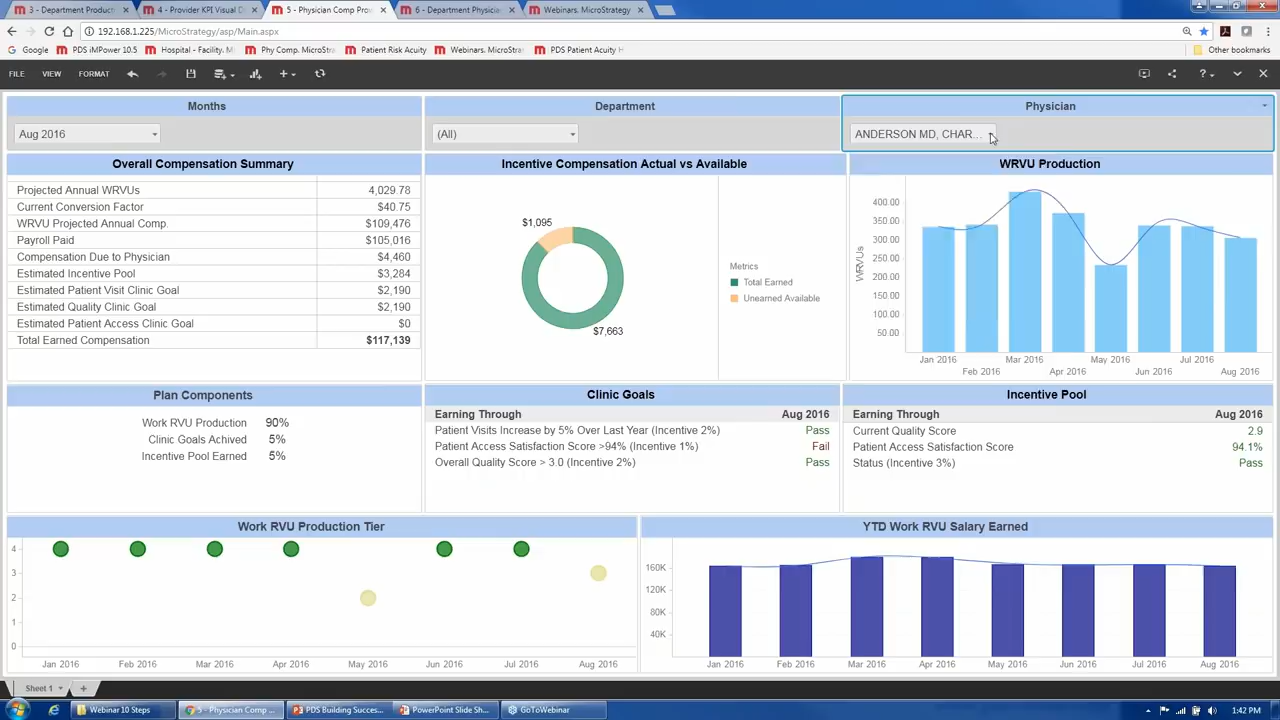 3 - Department Product
4 - Provider KPI Visual D
5 - Physician Comp Pro
6 - Department Physicia
Webinars. MicroStrategy
192.168.1.225/MicroStrategy/asp/Main.aspx
Google
PDS iMPower 10.5
Hospital - Facility. M
Phy Comp. MicroStra
Patient Risk Acuity
Webinars. MicroStra
PDS Patient Acuity H
Other bookmarks
FILE VIEW FORMAT
Months
Department
Physician
Aug 2016
(All)
ANDERSON MD, CHAR...
Overall Compensation Summary
Projected Annual WRVUs 4,029.78
Current Conversion Factor $40.75
WRVU Projected Annual Comp. $109,476
Payroll Paid $105,016
Compensation Due to Physician $4,460
Estimated Incentive Pool $3,284
Estimated Patient Visit Clinic Goal $2,190
Estimated Quality Clinic Goal $2,190
Estimated Patient Access Clinic Goal $0
Total Earned Compensation $117,139
Incentive Compensation Actual vs Available
$1,095
$7,663
Metrics
Total Earned
Unearned Available
WRVU Production
WRVUs
400.00
350.00
300.00
250.00
200.00
150.00
100.00
50.00
Jan 2016 Feb 2016 Mar 2016 Apr 2016 May 2016 Jun 2016 Jul 2016 Aug 2016
Plan Components
Work RVU Production 90%
Clinic Goals Achived 5%
Incentive Pool Earned 5%
Clinic Goals
Earning Through Aug 2016
Patient Visits Increase by 5% Over Last Year (Incentive 2%) Pass
Patient Access Satisfaction Score >94% (Incentive 1%) Fail
Overall Quality Score > 3.0 (Incentive 2%) Pass
Incentive Pool
Earning Through Aug 2016
Current Quality Score 2.9
Patient Access Satisfaction Score 94.1%
Status (Incentive 3%) Pass
Work RVU Production Tier
4
3
2
1
0
Jan 2016 Feb 2016 Mar 2016 Apr 2016 May 2016 Jun 2016 Jul 2016 Aug 2016
YTD Work RVU Salary Earned
160K
120K
80K
40K
Jan 2016 Feb 2016 Mar 2016 Apr 2016 May 2016 Jun 2016 Jul 2016 Aug 2016
Sheet 1
Webinar 10 Steps
5 - Physician Comp ...
PDS Building Succes...
PowerPoint Slide Sh...
GoToWebinar
1:42 PM